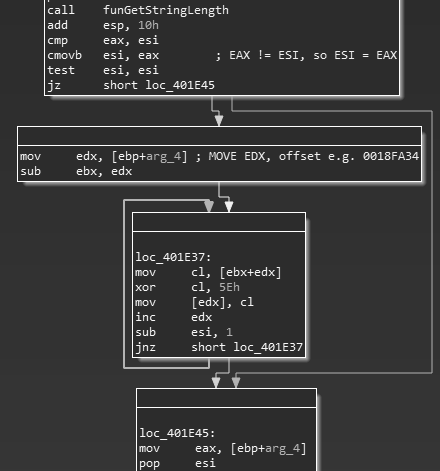 call funGetStringLength
add esp, 10h
cmp eax, esi
cmovb esi, eax ; EAX != ESI, so ESI = EAX
test esi, esi
jz short loc_401E45
mov edx, [ebp+arg_4] ; MOVE EDX, offset e.g. 0018FA34
sub ebx, edx
loc_401E37:
mov cl, [ebx+edx]
xor cl, 5Eh
mov [edx], cl
inc edx
sub esi, 1
jnz short loc_401E37
loc_401E45:
mov eax, [ebp+arg_4]
pop esi